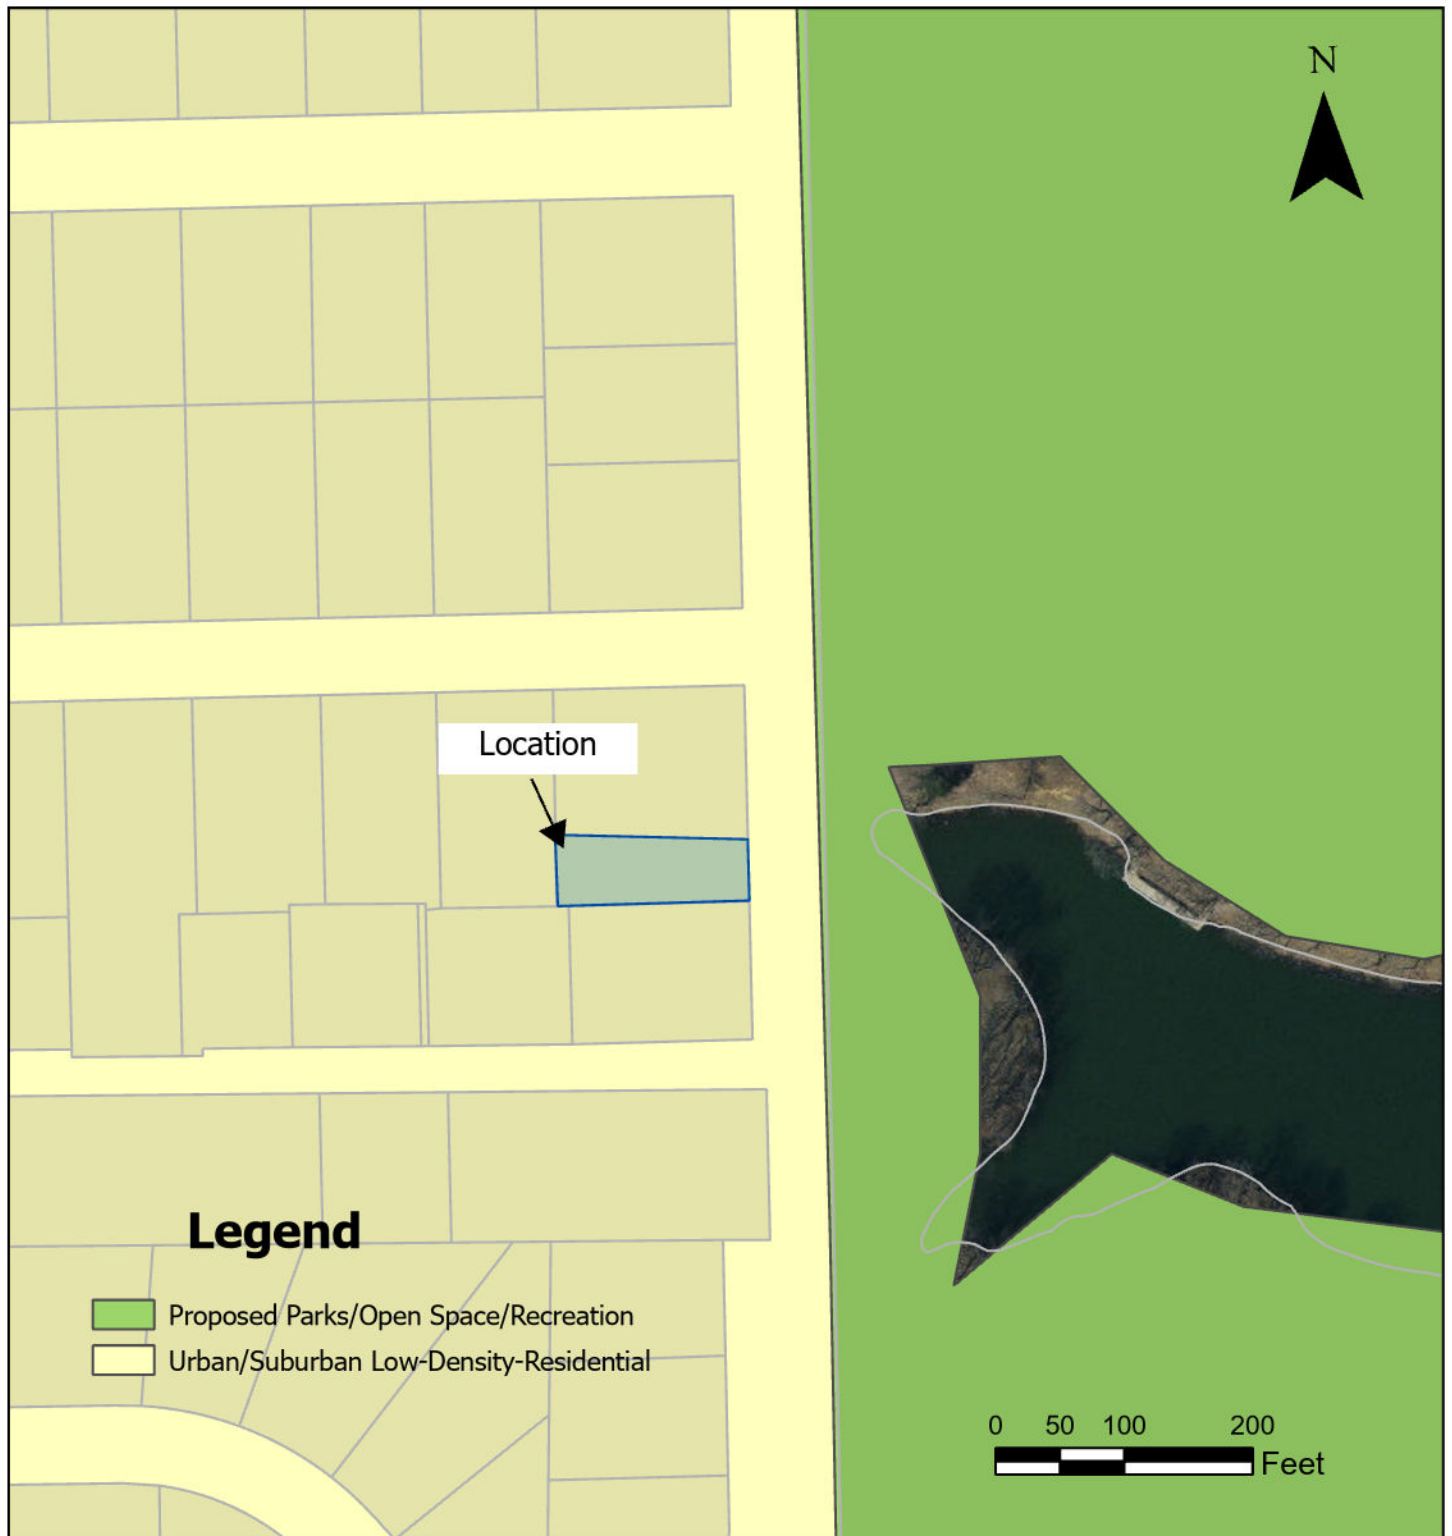 N
Location
Legend
Proposed Parks/Open Space/Recreation
Urban/Suburban Low-Density-Residential
0 50 100 200
Feet